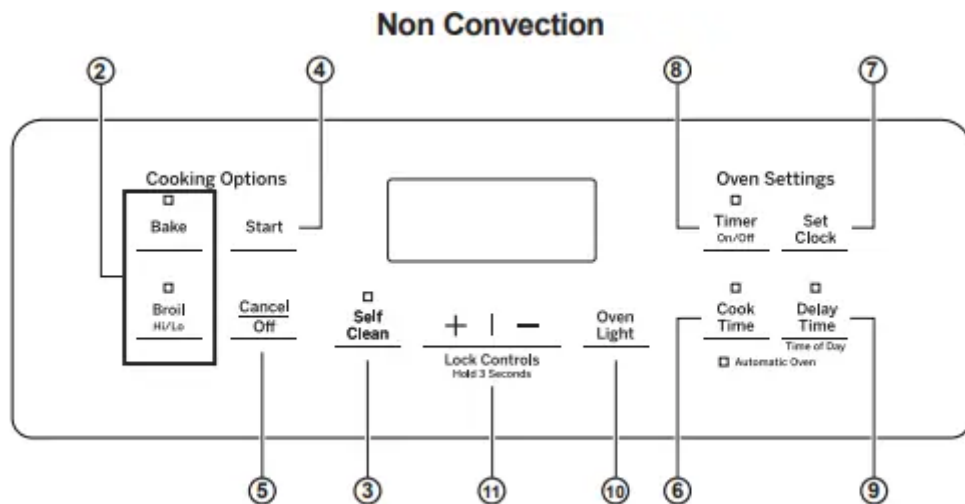 Non Convection
2 4 8 7
Cooking Options
Oven Settings
Bake
Start
Timer
On/Off
Set
Clock
Broil
Hi/Lo
Cancel
Off
Self
Clean
+ | -
Lock Controls
Hold 3 Seconds
Oven
Light
Cook
Time
Delay
Time
Time of Day
Automatic Oven
5 3 11 10 6 9